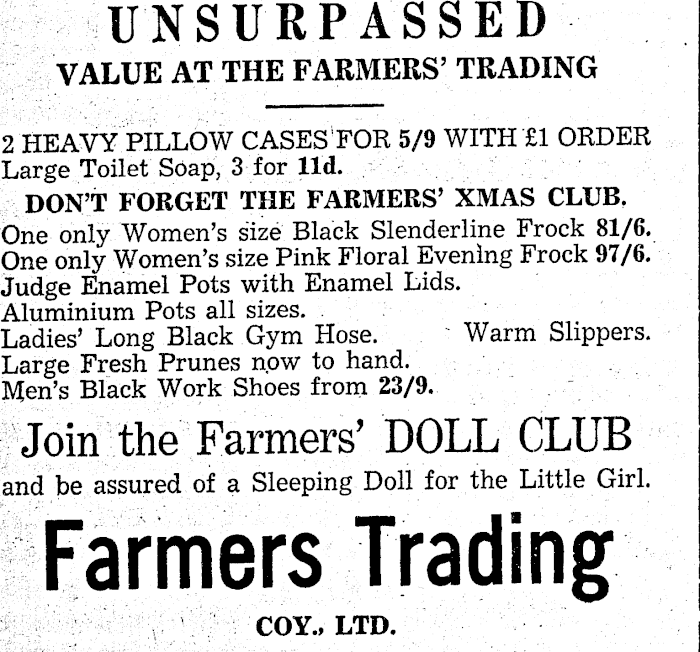 UNSURPASSED
VALUE AT THE FARMERS' TRADING
2 HEAVY PILLOW CASES FOR 5/9 WITH £1 ORDER
Large Toilet Soap, 3 for 11d.
DON'T FORGET THE FARMERS' XMAS CLUB.
One only Women's size Black Slenderline Frock 81/6.
One only Women's size Pink Floral Evening Frock 97/6.
Judge Enamel Pots with Enamel Lids.
Aluminium Pots all sizes.
Ladies' Long Black Gym Hose. Warm Slippers.
Large Fresh Prunes now to hand.
Men's Black Work Shoes from 23/9.
Join the Farmers' DOLL CLUB
and be assured of a Sleeping Doll for the Little Girl.
Farmers Trading
COY., LTD.